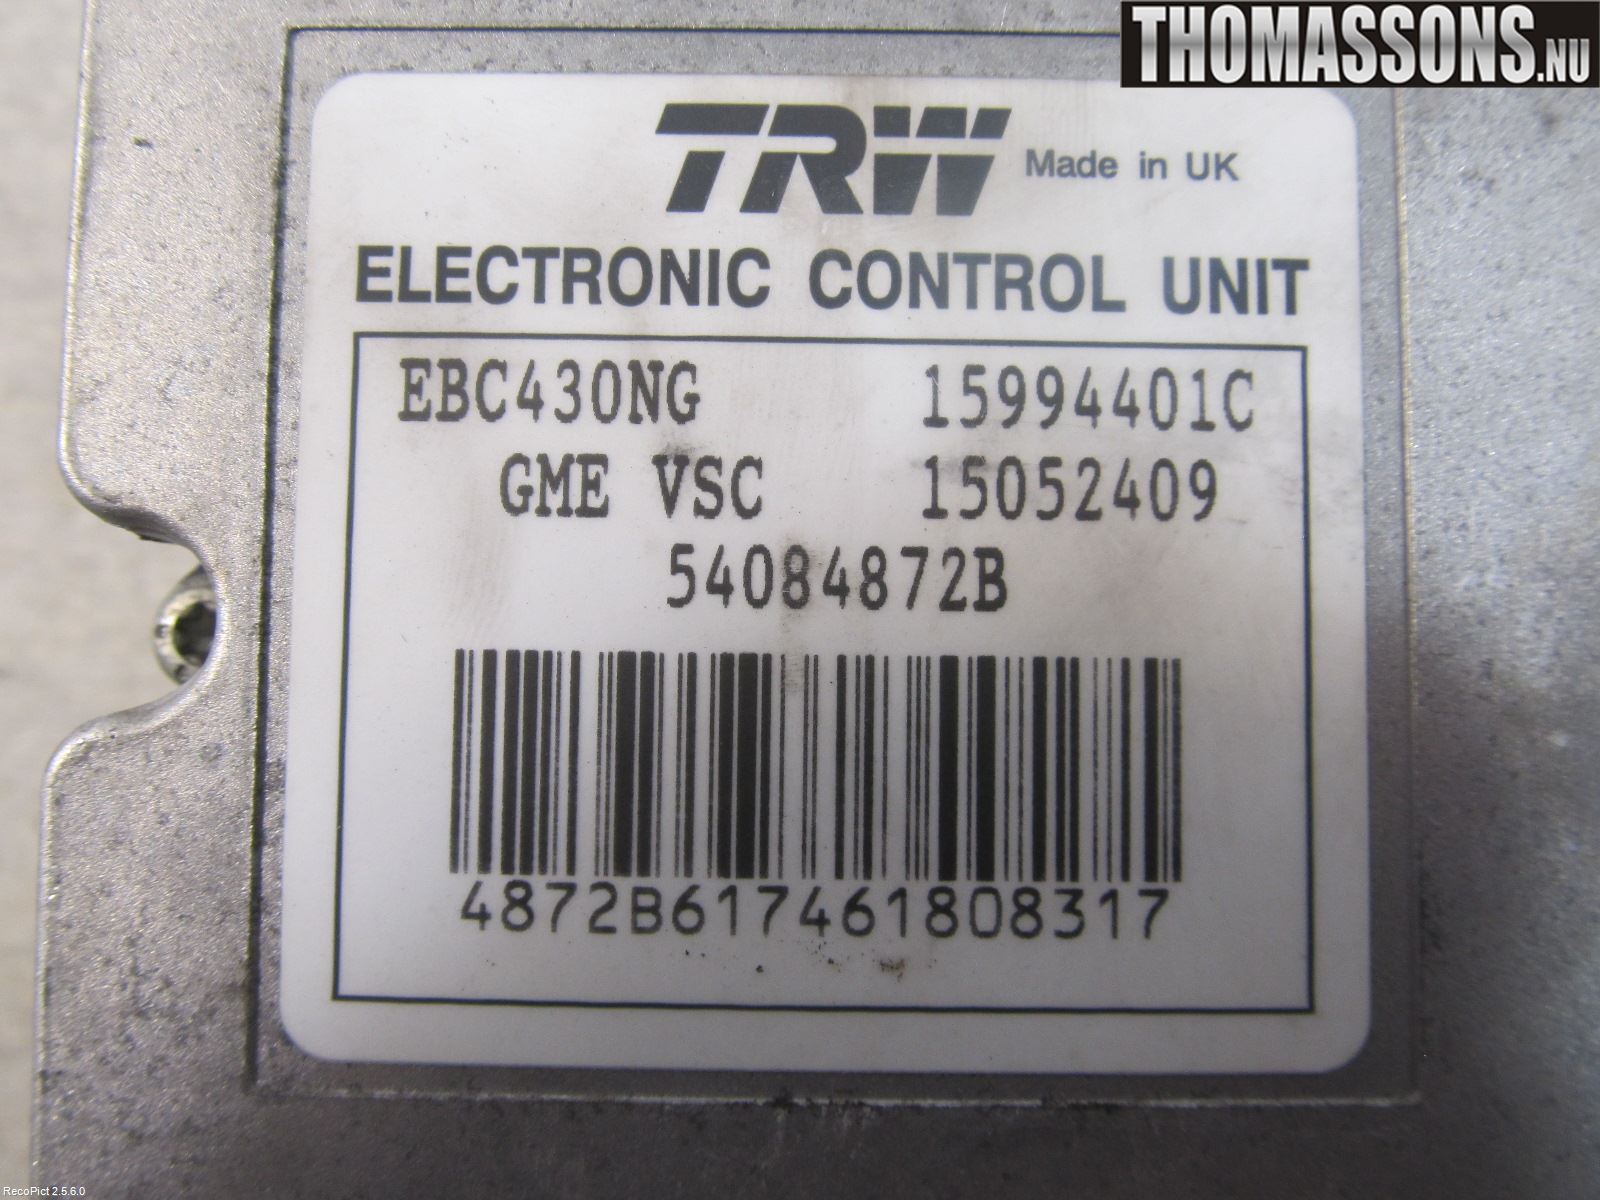 THOMASSONS.NU
TRW Made in UK
ELECTRONIC CONTROL UNIT
EBC430NG 15994401C
GME VSC 15052409
54084872B
4872B617461808317
RecoPict 2.5.6.0